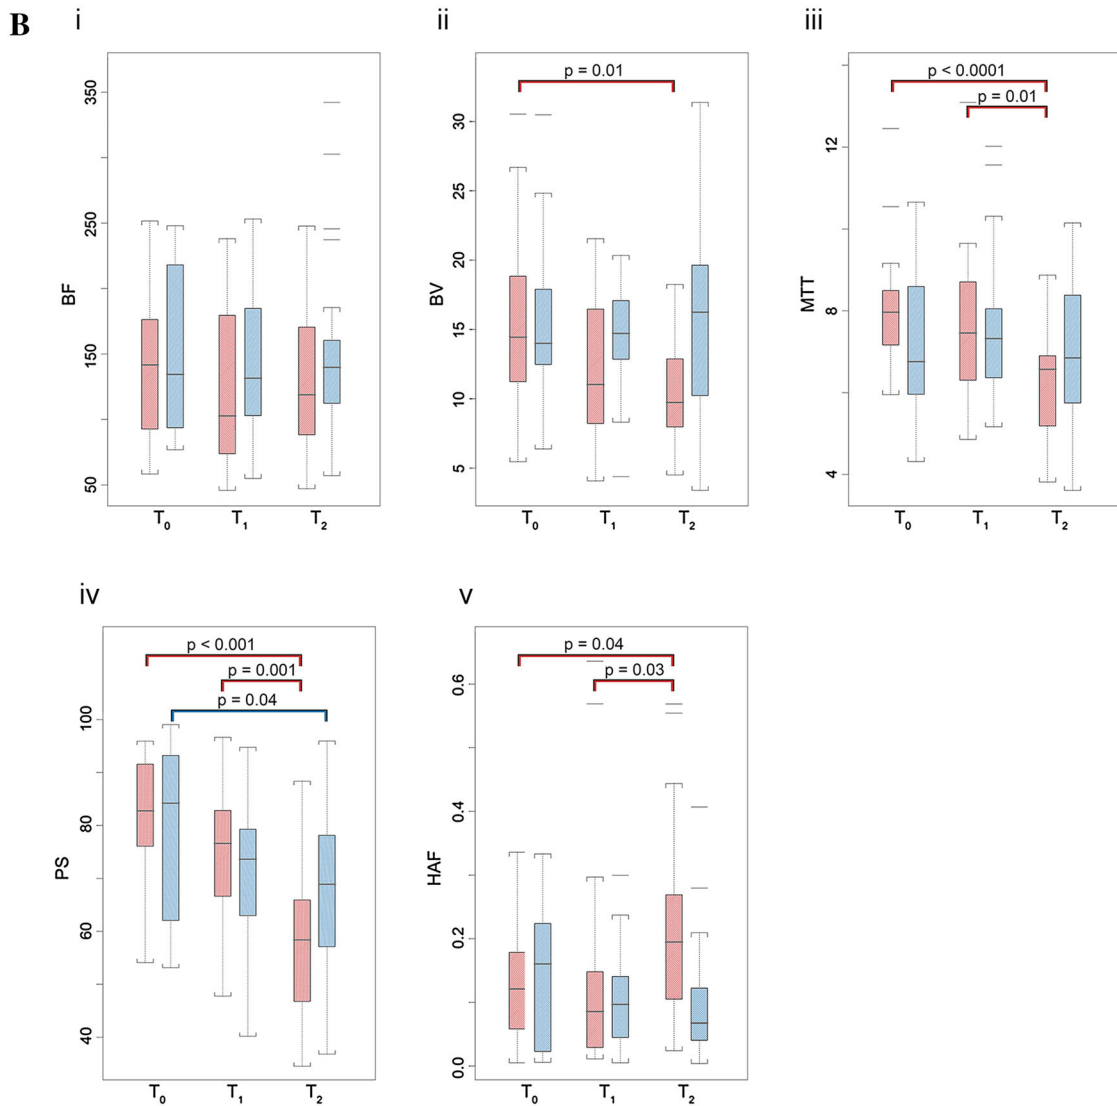 B
i
ii
iii
350
250
150
50
BF
T0
T1
T2
p = 0.01
30
25
20
15
10
5
BV
T0
T1
T2
p < 0.0001
p = 0.01
12
8
4
MTT
T0
T1
T2
iv
v
p < 0.001
p = 0.001
p = 0.04
100
80
60
40
PS
T0
T1
T2
p = 0.04
p = 0.03
0.6
0.4
0.2
0.0
HAF
T0
T1
T2